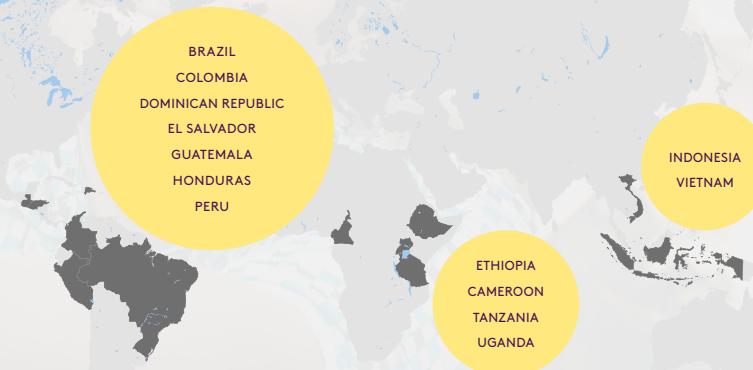 BRAZIL
COLOMBIA
DOMINICAN REPUBLIC
EL SALVADOR
GUATEMALA
HONDURAS
PERU
ETHIOPIA
CAMEROON
TANZANIA
UGANDA
INDONESIA
VIETNAM